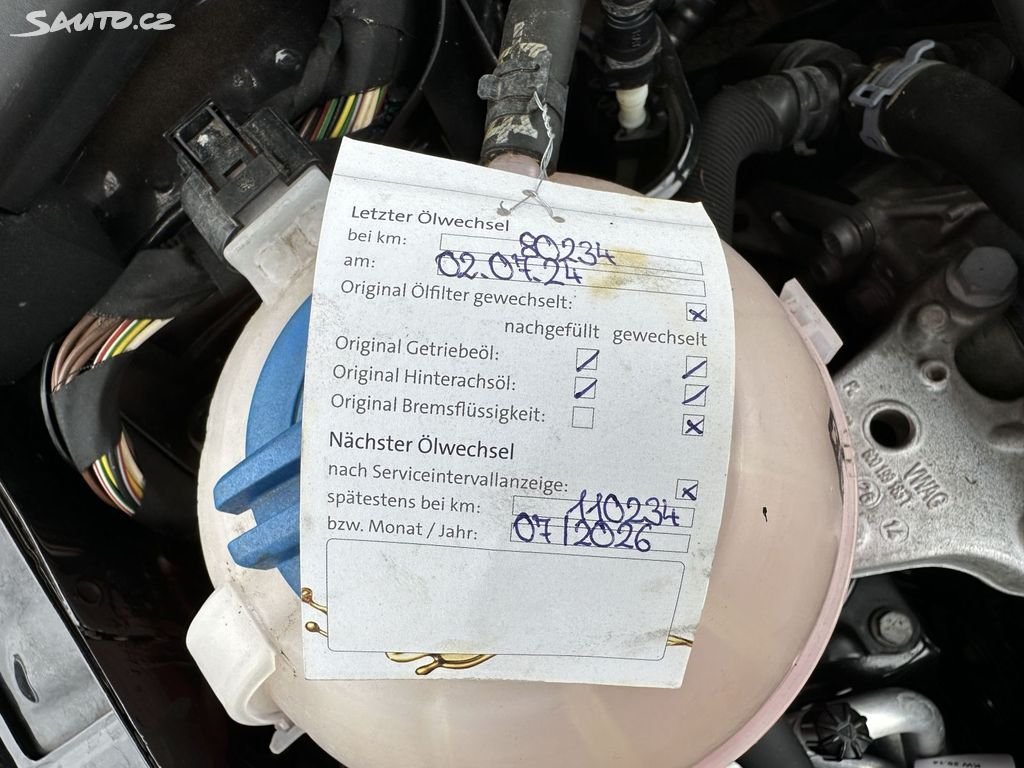 SAUTO.CZ
Letzter Ölwechsel
bei km: 80234
am: 02.07.24
Original Ölfilter gewechselt: x
nachgefüllt gewechselt
Original Getriebeöl: / /
Original Hinterachsöl: / /
Original Bremsflüssigkeit: x
Nächster Ölwechsel
nach Serviceintervallanzeige: x
spätestens bei km: 110234
bzw. Monat / Jahr: 07/2026
VWAG